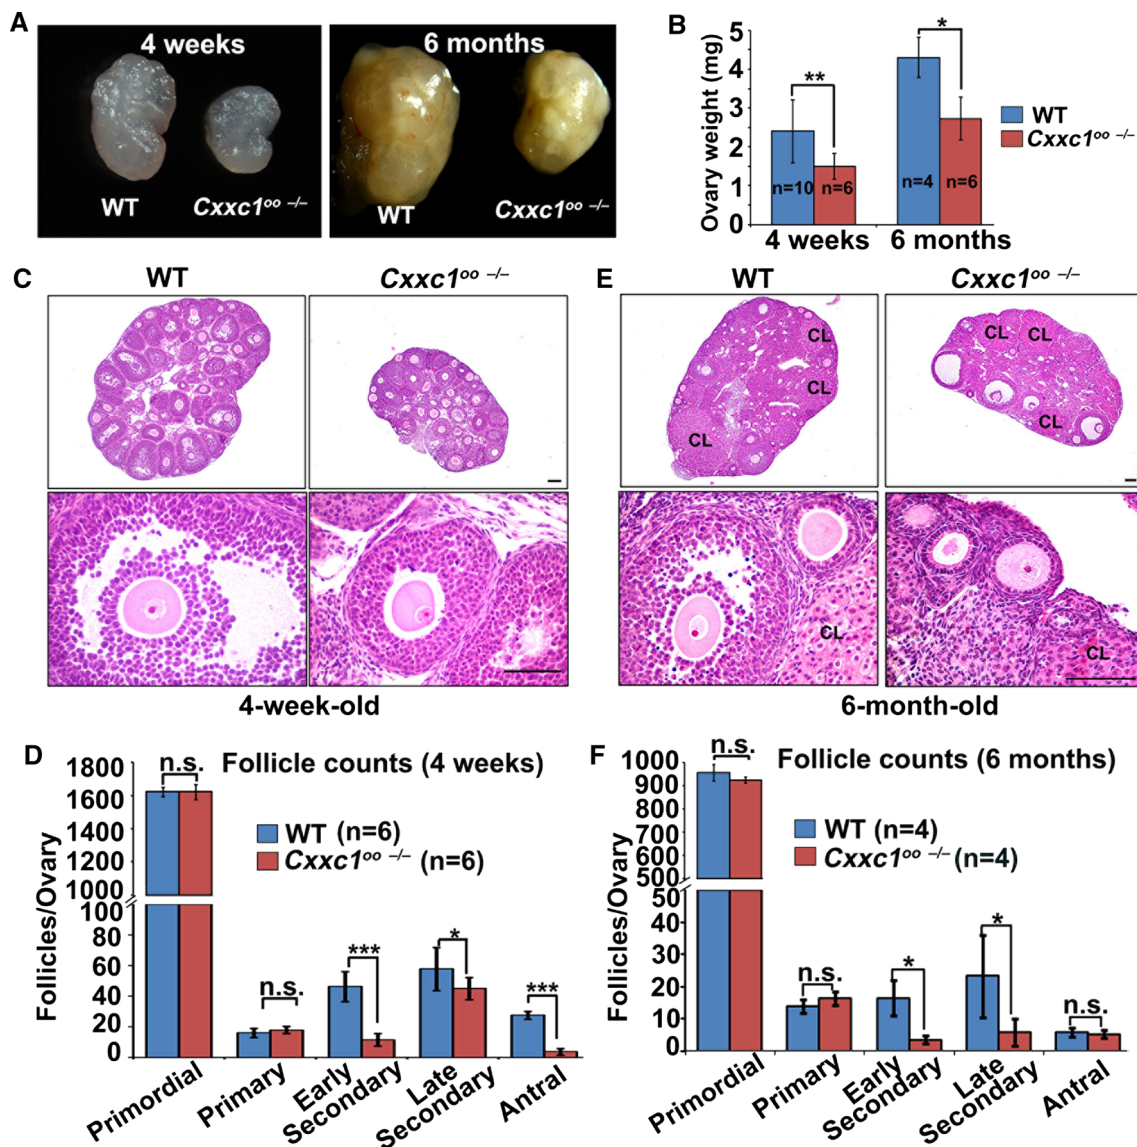 A
4 weeks
WT
Cxxc1ᵒᵒ ⁻/⁻
6 months
WT
Cxxc1ᵒᵒ ⁻/⁻
B
Ovary weight (mg)
5
4
3
2
1
0
**
*
n=10
n=6
n=4
n=6
4 weeks
6 months
WT
Cxxc1ᵒᵒ ⁻/⁻
C
WT
Cxxc1ᵒᵒ ⁻/⁻
4-week-old
E
WT
Cxxc1ᵒᵒ ⁻/⁻
CL
CL
CL
CL
CL
CL
CL
CL
6-month-old
D
Follicle counts (4 weeks)
Follicles/Ovary
1800
1600
1400
1200
1000
100
80
60
40
20
0
n.s.
n.s.
***
*
***
WT (n=6)
Cxxc1ᵒᵒ ⁻/⁻ (n=6)
Primordial
Primary
Early
Secondary
Late
Secondary
Antral
F
Follicle counts (6 months)
Follicles/Ovary
1000
900
800
700
600
500
50
40
30
20
10
0
n.s.
n.s.
*
*
n.s.
WT (n=4)
Cxxc1ᵒᵒ ⁻/⁻ (n=4)
Primordial
Primary
Early
Secondary
Late
Secondary
Antral